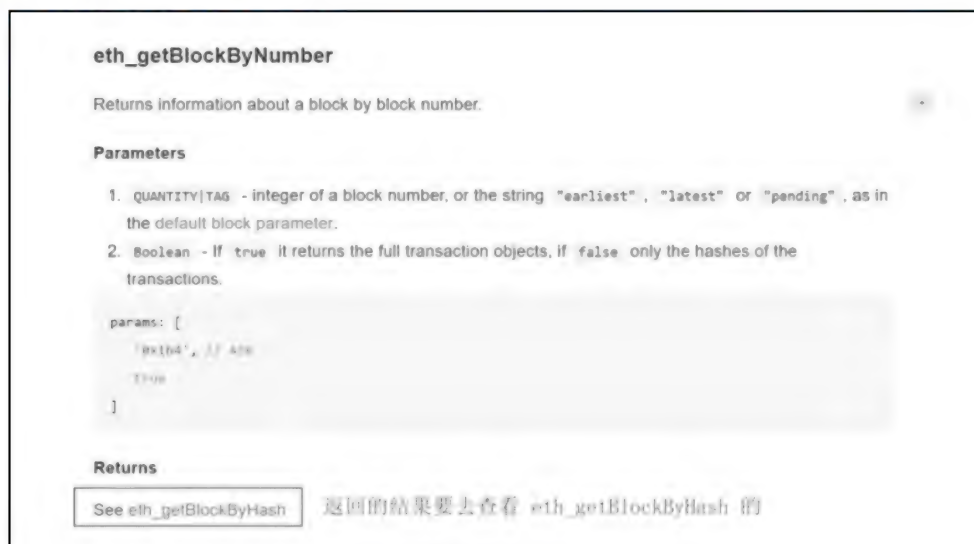 eth_getBlockByNumber
Returns information about a block by block number.
Parameters
1. QUANTITY|TAG - integer of a block number, or the string "earliest" , "latest" or "pending" , as in
the default block parameter.
2. Boolean - If true it returns the full transaction objects, if false only the hashes of the
transactions.
params: [
'0x1b4', // 436
true
]
Returns
See eth_getBlockByHash 返回的结果要去查看 eth_getBlockByHash 的